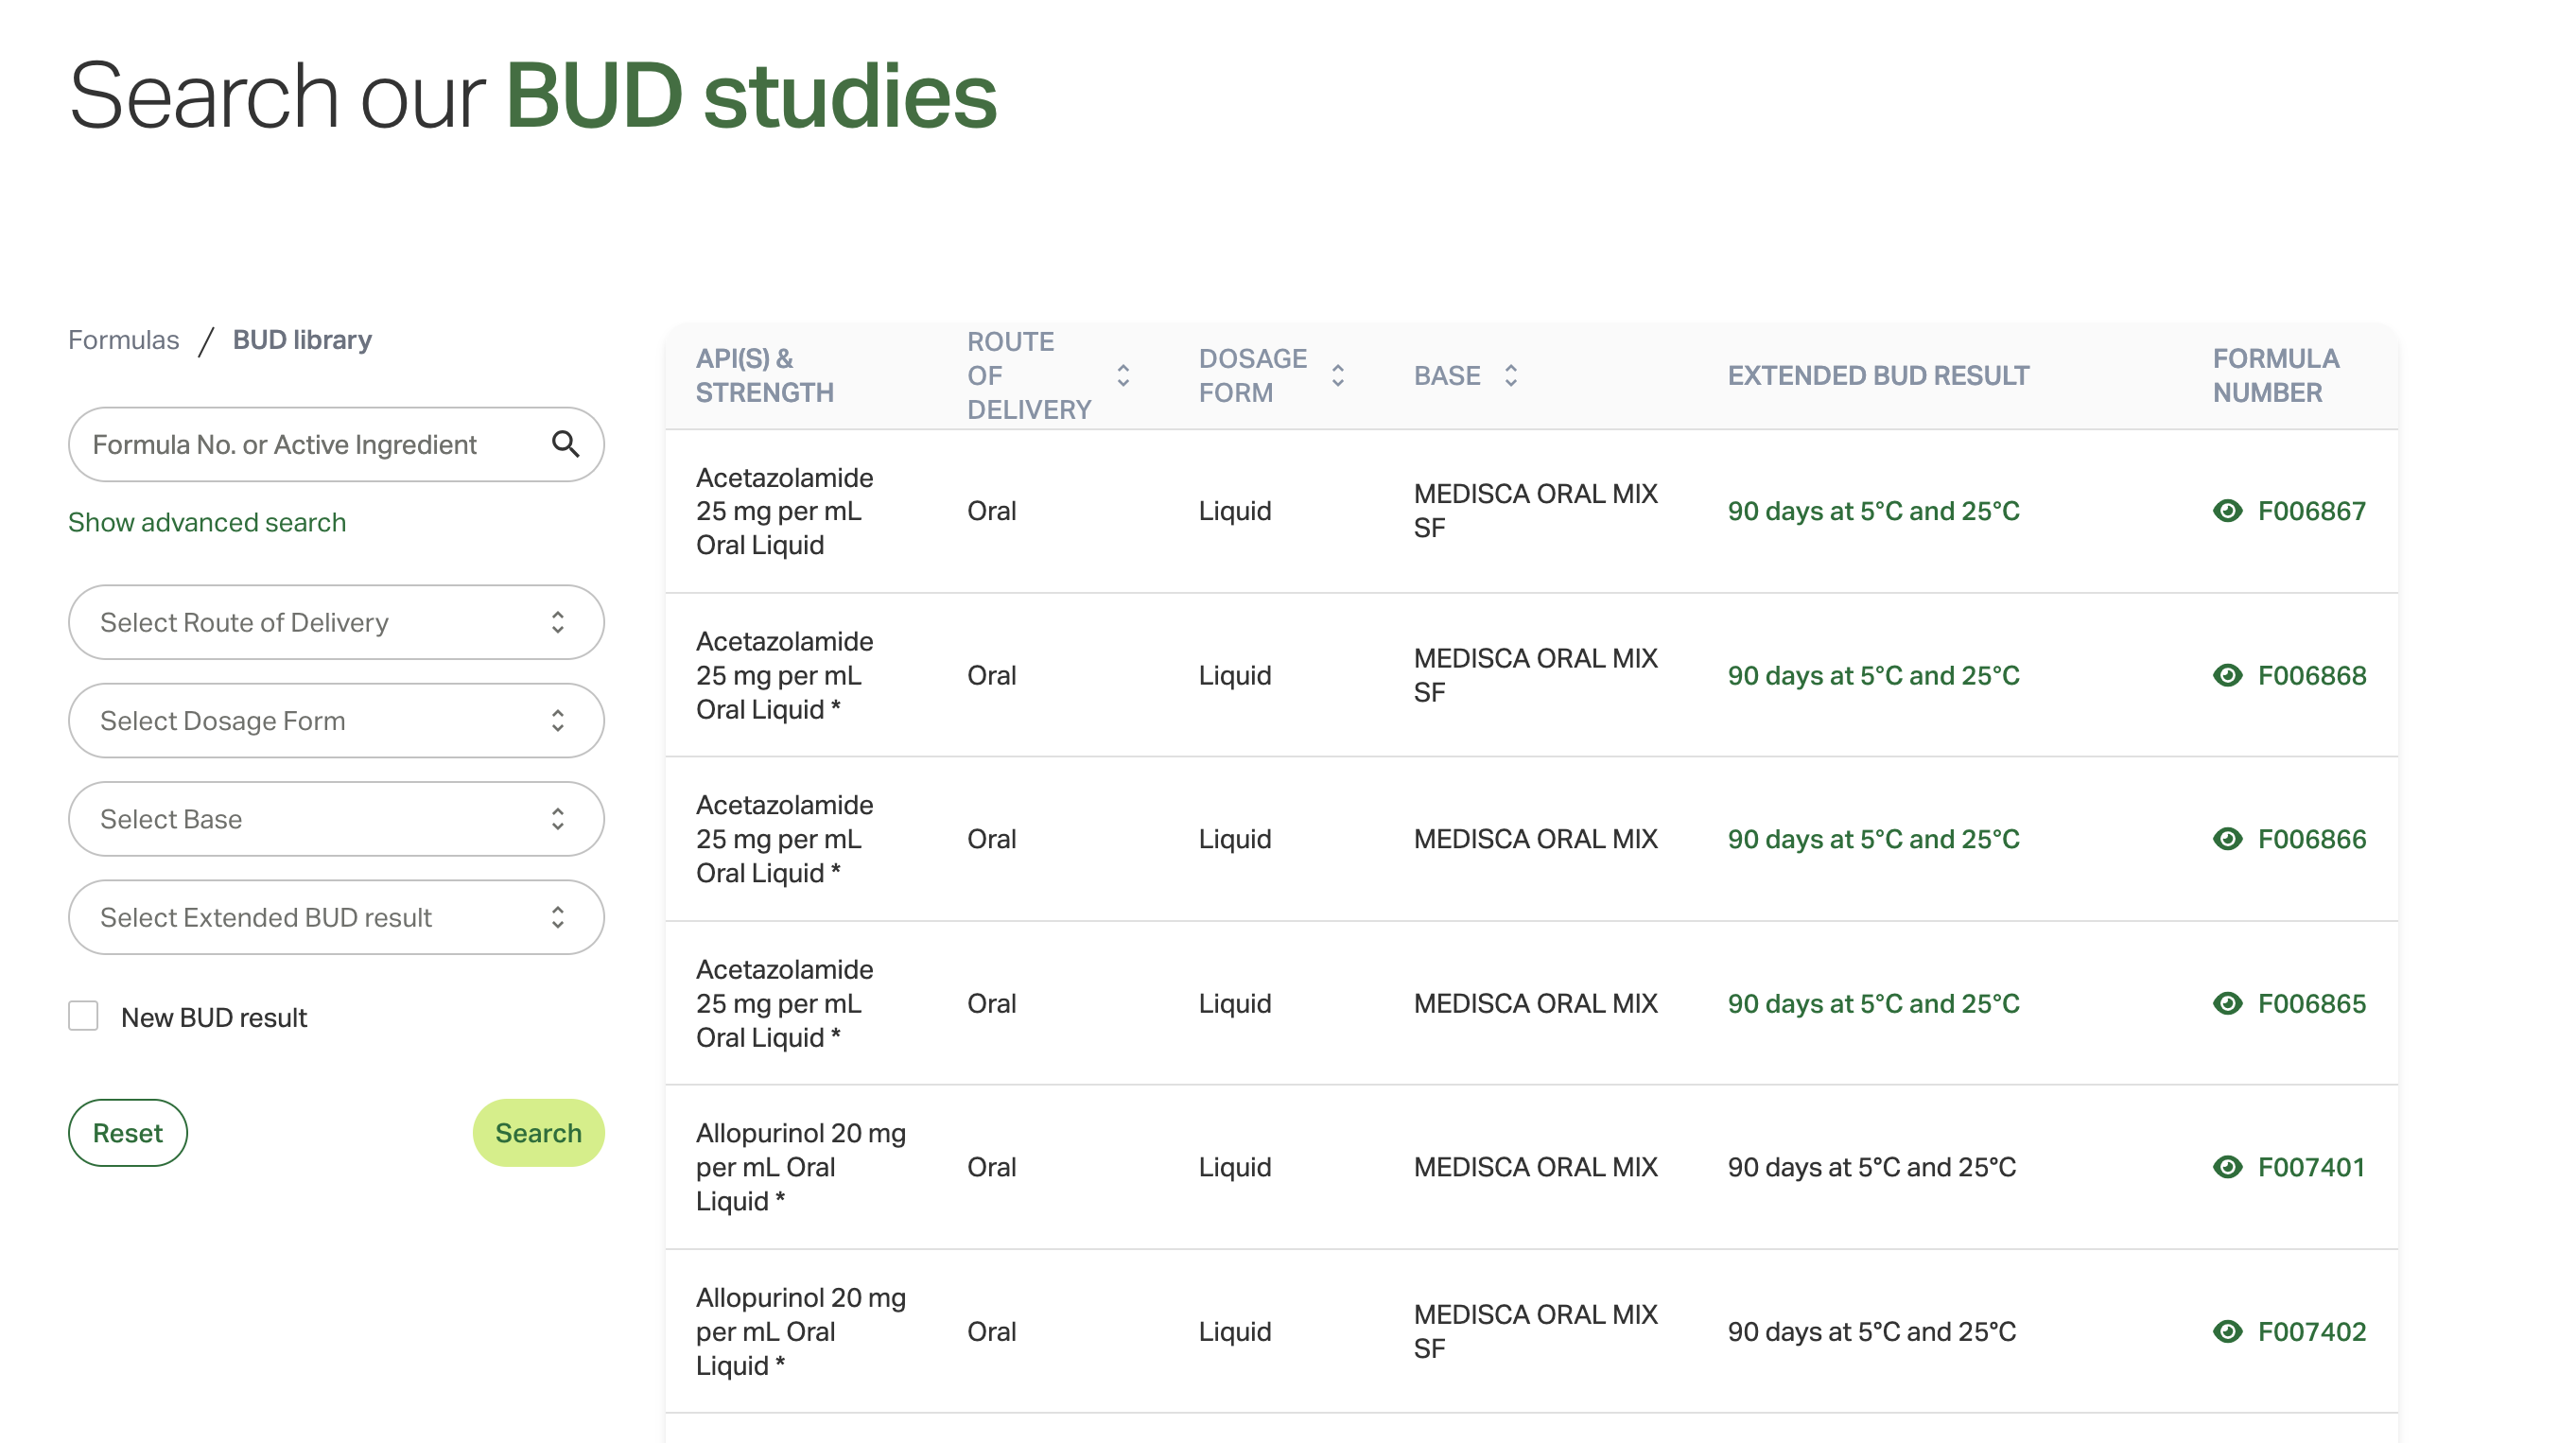 Search our BUD studies
Formulas / BUD library
Formula No. or Active Ingredient
Show advanced search
Select Route of Delivery
Select Dosage Form
Select Base
Select Extended BUD result
New BUD result
Reset
Search
API(S) &
STRENGTH
ROUTE
OF
DELIVERY
DOSAGE
FORM
BASE
EXTENDED BUD RESULT
FORMULA
NUMBER
Acetazolamide
25 mg per mL
Oral Liquid
Oral
Liquid
MEDISCA ORAL MIX
SF
90 days at 5°C and 25°C
F006867
Acetazolamide
25 mg per mL
Oral Liquid *
Oral
Liquid
MEDISCA ORAL MIX
SF
90 days at 5°C and 25°C
F006868
Acetazolamide
25 mg per mL
Oral Liquid *
Oral
Liquid
MEDISCA ORAL MIX
90 days at 5°C and 25°C
F006866
Acetazolamide
25 mg per mL
Oral Liquid *
Oral
Liquid
MEDISCA ORAL MIX
90 days at 5°C and 25°C
F006865
Allopurinol 20 mg
per mL Oral
Liquid *
Oral
Liquid
MEDISCA ORAL MIX
90 days at 5°C and 25°C
F007401
Allopurinol 20 mg
per mL Oral
Liquid *
Oral
Liquid
MEDISCA ORAL MIX
SF
90 days at 5°C and 25°C
F007402